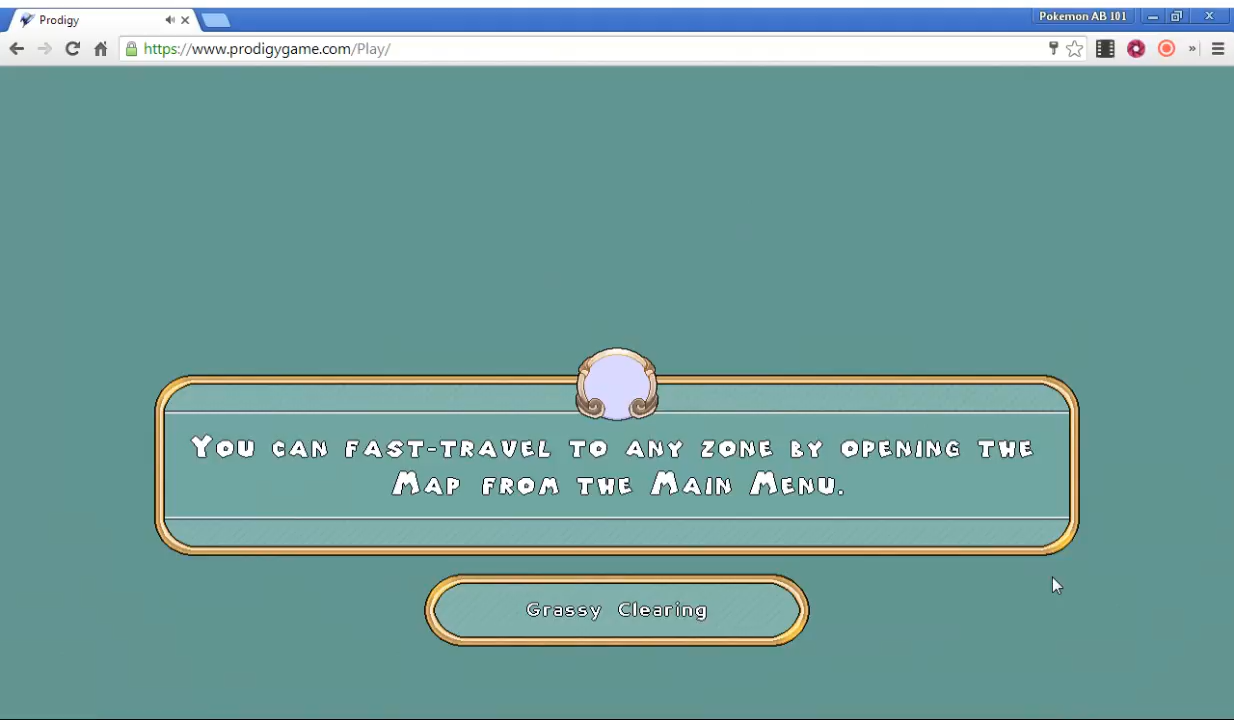 Prodigy
Pokemon AB 101
https://www.prodigygame.com/Play/
You can fast-travel to any zone by opening the
Map from the Main Menu.
Grassy Clearing